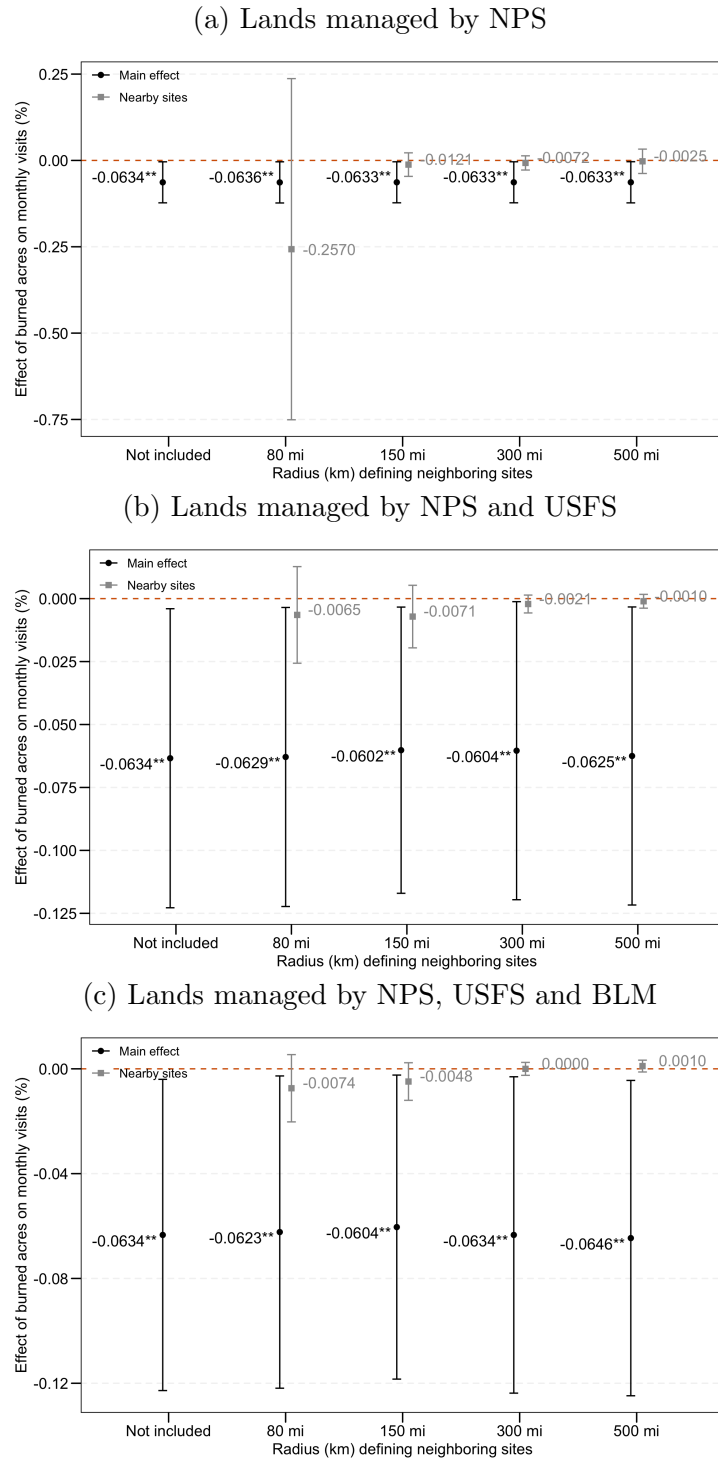 (a) Lands managed by NPS
Effect of burned acres on monthly visits (%)
Main effect
Nearby sites
0.25
0.00
-0.25
-0.50
-0.75
-0.0634**
-0.0636**
-0.0633**
-0.0633**
-0.0633**
-0.2570
-0.0121
-0.0072
-0.0025
Not included
80 mi
150 mi
300 mi
500 mi
Radius (km) defining neighboring sites
(b) Lands managed by NPS and USFS
Effect of burned acres on monthly visits (%)
Main effect
Nearby sites
0.000
-0.025
-0.050
-0.075
-0.100
-0.125
-0.0065
-0.0071
-0.0021
-0.0010
-0.0634**
-0.0629**
-0.0602**
-0.0604**
-0.0625**
Not included
80 mi
150 mi
300 mi
500 mi
Radius (km) defining neighboring sites
(c) Lands managed by NPS, USFS and BLM
Effect of burned acres on monthly visits (%)
Main effect
Nearby sites
0.00
-0.04
-0.08
-0.12
-0.0074
-0.0048
0.0000
0.0010
-0.0634**
-0.0623**
-0.0604**
-0.0634**
-0.0646**
Not included
80 mi
150 mi
300 mi
500 mi
Radius (km) defining neighboring sites